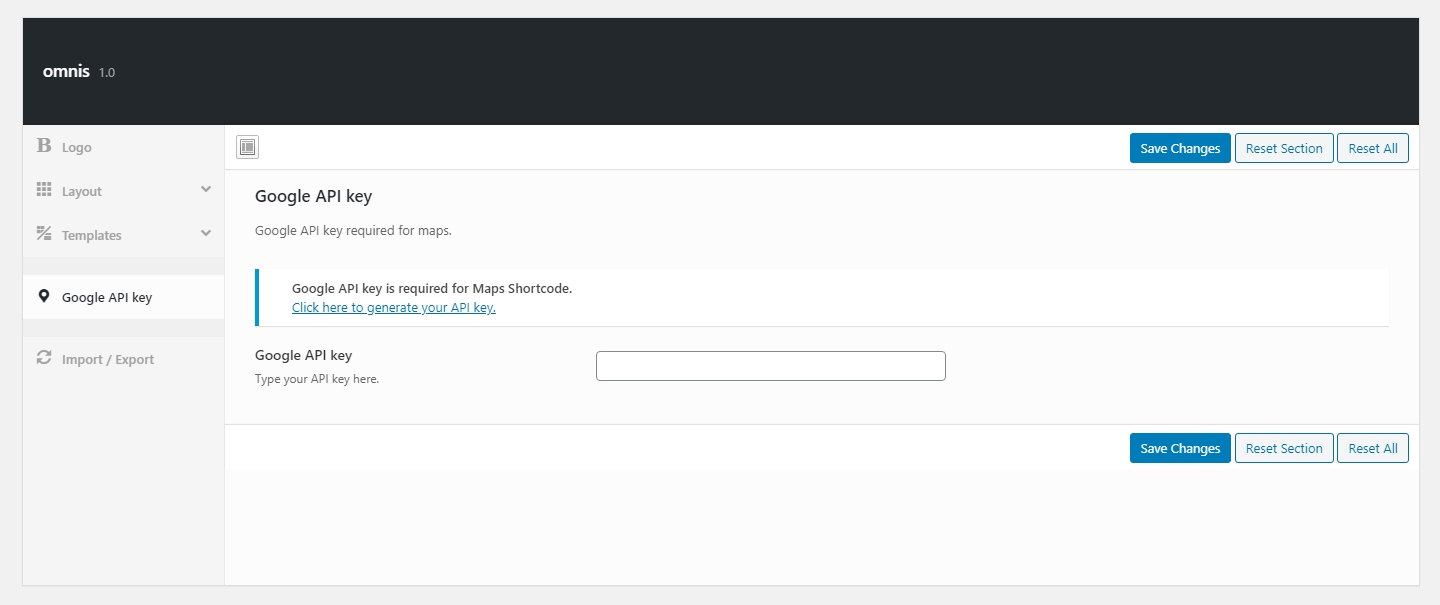 omnis 1.0
Logo
Layout
Templates
Google API key
Import / Export
Save Changes Reset Section Reset All
Google API key
Google API key required for maps.
Google API key is required for Maps Shortcode.
Click here to generate your API key.
Google API key
Type your API key here.
Save Changes Reset Section Reset All